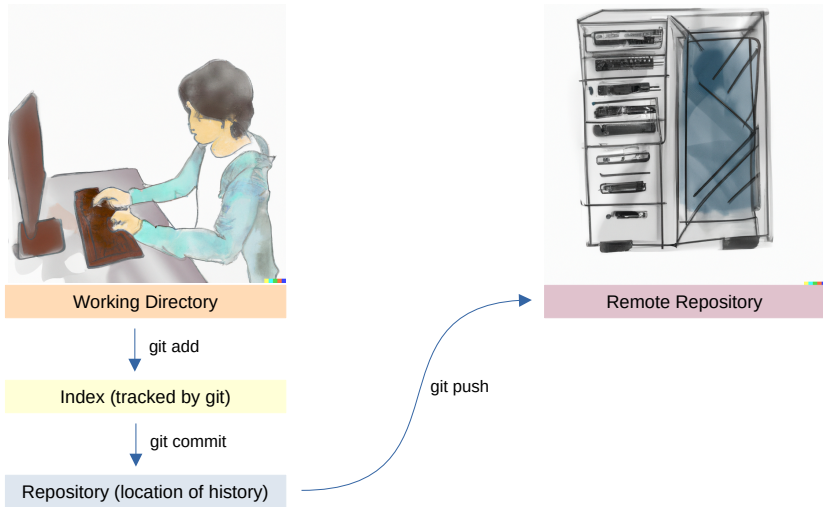 Working Directory
Remote Repository
git add
Index (tracked by git)
git push
git commit
Repository (location of history)